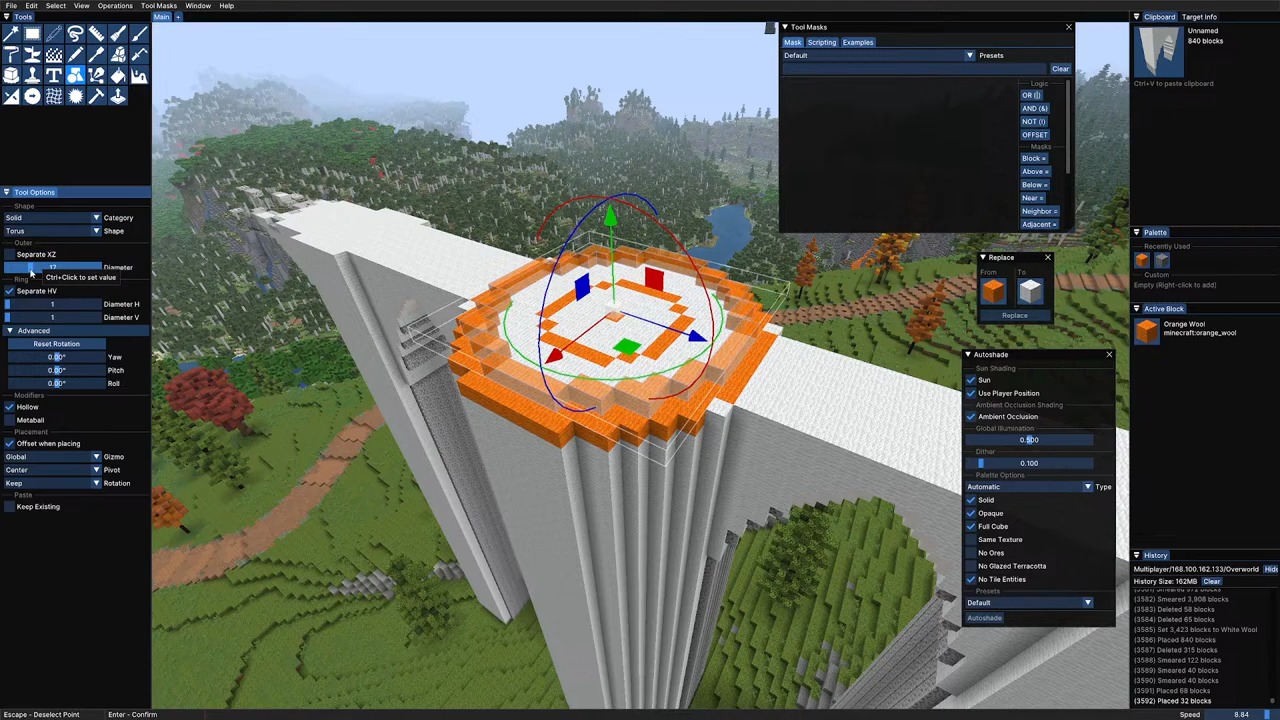 File Edit Select View Operations Tool Masks Window Help
Tools
Main +
Tool Masks
Mask Scripting Examples
Default Presets
Clear
Logic
OR (|)
AND (&)
NOT (!)
OFFSET
Masks
Block =
Above =
Below =
Near =
Neighbor =
Adjacent =
Clipboard Target Info
Unnamed
840 blocks
Ctrl+V to paste clipboard
Tool Options
Shape
Solid Category
Torus Shape
Outer
Separate XZ
17 Diameter
Ctrl+Click to set value
Ring
Separate HV
1 Diameter H
1 Diameter V
Advanced
Reset Rotation
0.00° Yaw
0.00° Pitch
0.00° Roll
Modifiers
Hollow
Metaball
Placement
Offset when placing
Global Gizmo
Center Pivot
Keep Rotation
Paste
Keep Existing
Replace
From To
Replace
Palette
Recently Used
Custom
Empty (Right-click to add)
Active Block
Orange Wool
minecraft:orange_wool
Autoshade
Sun Shading
Sun
Use Player Position
Ambient Occlusion Shading
Ambient Occlusion
Global Illumination
0.500
Dither
0.100
Palette Options
Automatic Type
Solid
Opaque
Full Cube
Same Texture
No Ores
No Glazed Terracotta
No Tile Entities
Presets
Default
Autoshade
History
Multiplayer/168.100.162.133/Overworld Hide
History Size: 162MB Clear
(3582) Smeared 3,908 blocks
(3583) Deleted 58 blocks
(3584) Deleted 65 blocks
(3585) Set 3,423 blocks to White Wool
(3586) Placed 840 blocks
(3587) Deleted 315 blocks
(3588) Smeared 122 blocks
(3589) Smeared 40 blocks
(3590) Smeared 40 blocks
(3591) Placed 68 blocks
(3592) Placed 32 blocks
Escape - Deselect Point Enter - Confirm
Speed 8.84